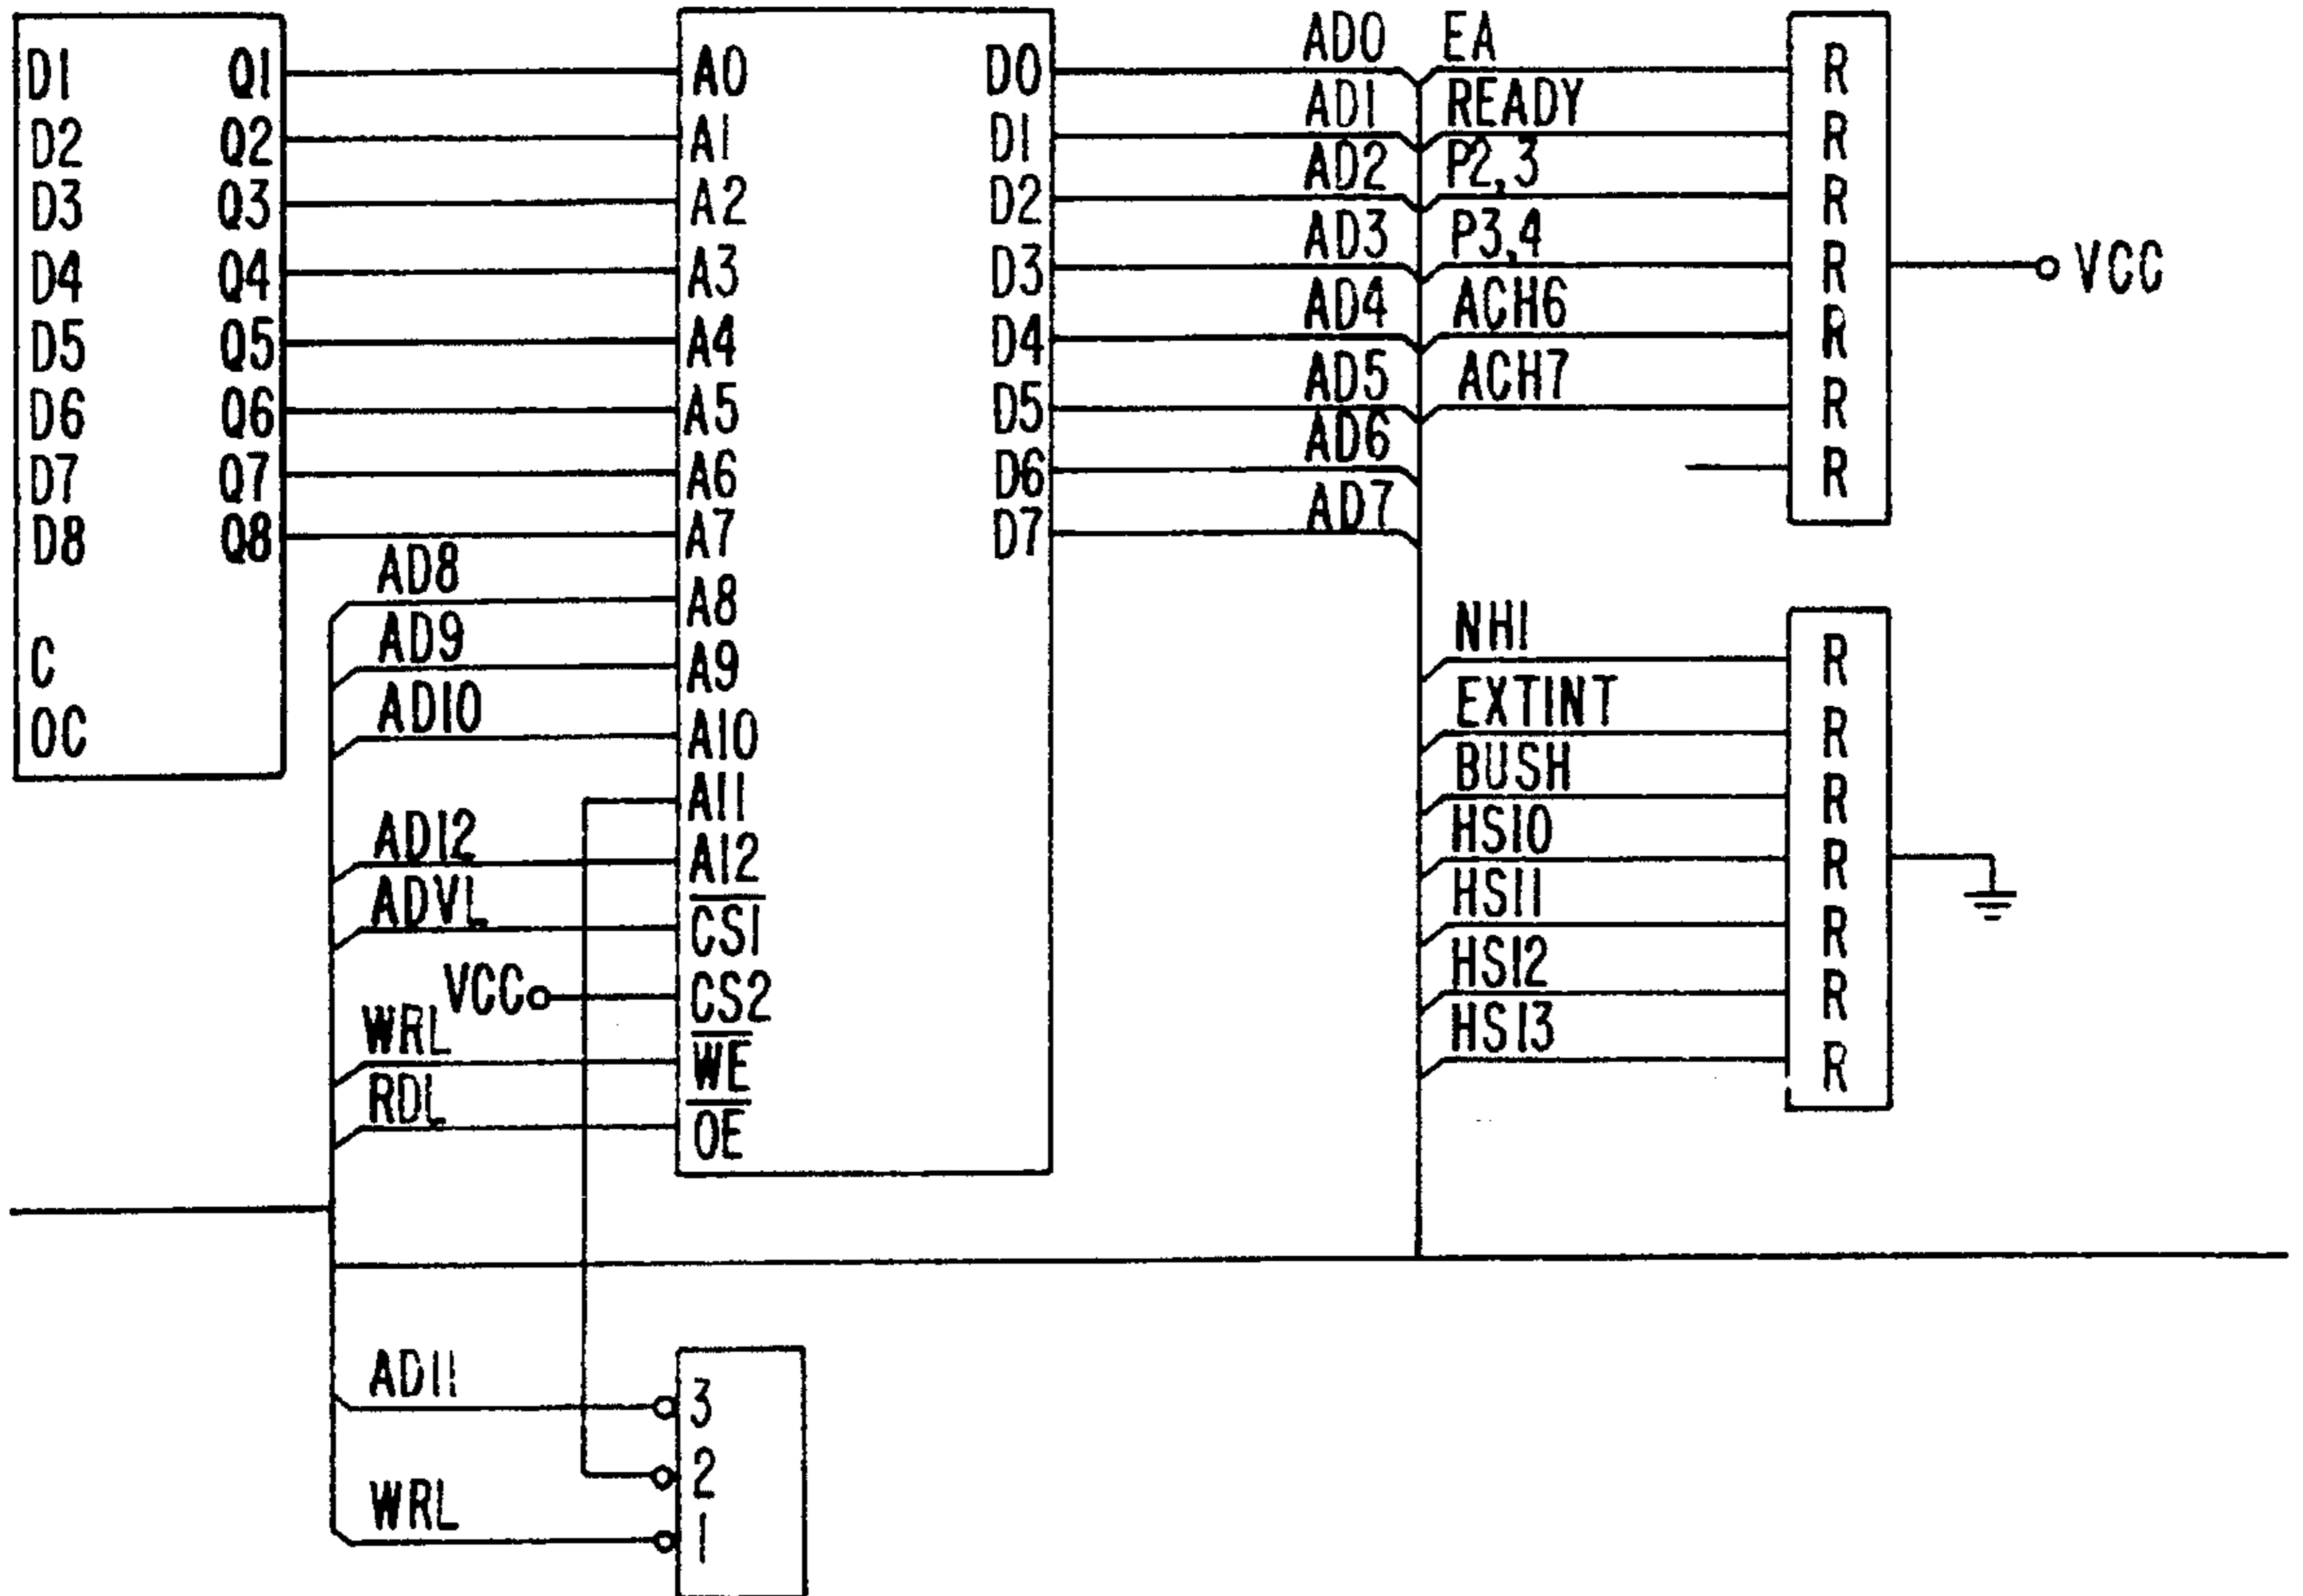 D1 Q1
D2 Q2
D3 Q3
D4 Q4
D5 Q5
D6 Q6
D7 Q7
D8 Q8
C
OC
A0 D0
A1 D1
A2 D2
A3 D3
A4 D4
A5 D5
A6 D6
A7 D7
AD8 A8
AD9 A9
AD10 A10
A11
AD12 A12
ADVL CS1
VCC CS2
WRL WE
RDL OE
AD0 EA R
AD1 READY R
AD2 P2,3 R
AD3 P3,4 R VCC
AD4 ACH6 R
AD5 ACH7 R
AD6 R
AD7
NH1 R
EXTINT R
BUSH R
HSI0 R
HSI1 R
HSI2 R
HSI3 R
AD11 3
2
WRL 1